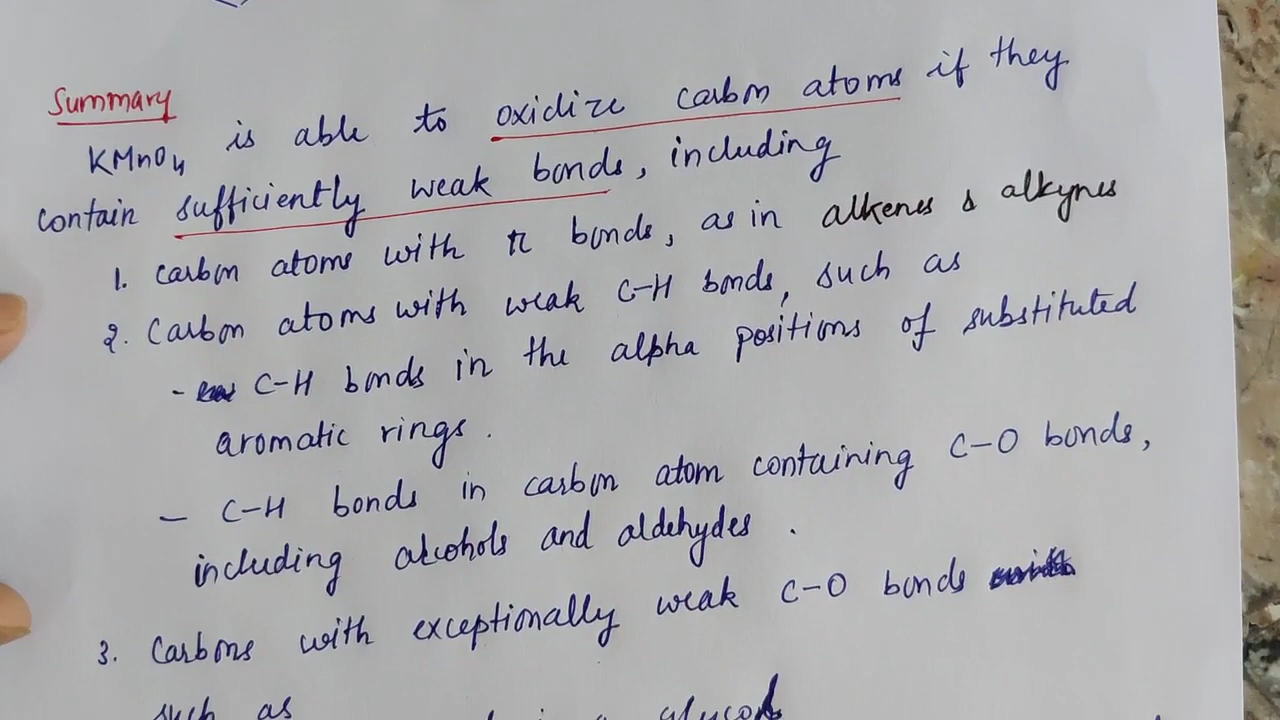 Summary
KMnO4 is able to oxidize carbon atoms if they
contain sufficiently weak bonds, including
1. Carbon atoms with π bonds, as in alkenes & alkynes
2. Carbon atoms with weak C-H bonds, such as
- C-H bonds in the alpha positions of substituted
aromatic rings.
- C-H bonds in carbon atom containing C-O bonds,
including alcohols and aldehydes.
3. Carbons with exceptionally weak C-O bonds
such as